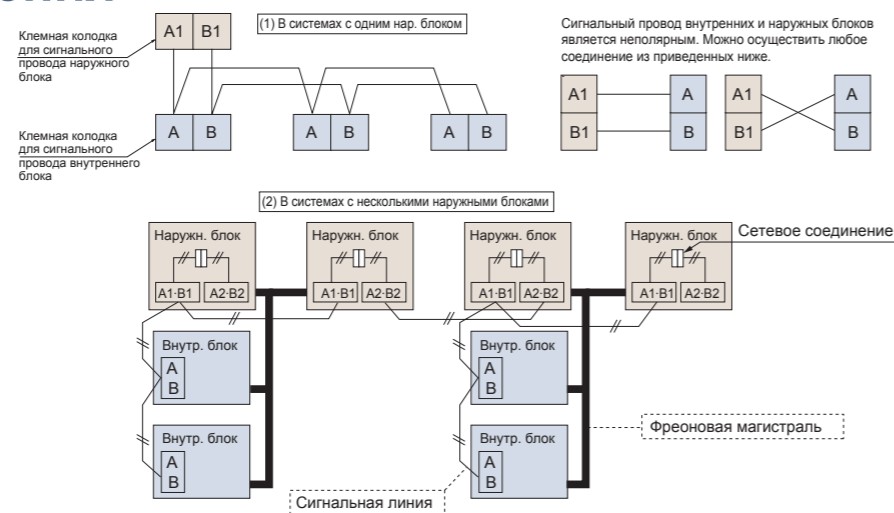 (1) В системах с одним нар. блоком
Клемная колодка
для сигнального
провода наружного
блока
A1 B1
Клемная колодка
для сигнального
провода внутреннего
блока
A B
A B
A B
Сигнальный провод внутренних и наружных блоков
является неполярным. Можно осуществить любое
соединение из приведенных ниже.
A1 A
B1 B
A1 A
B1 B
(2) В системах с несколькими наружными блоками
Наружн. блок
A1·B1 A2·B2
Наружн. блок
A1·B1 A2·B2
Наружн. блок
A1·B1 A2·B2
Наружн. блок
A1·B1 A2·B2
Сетевое соединение
Внутр. блок
A
B
Внутр. блок
A
B
Внутр. блок
A
B
Внутр. блок
A
B
Фреоновая магистраль
Сигнальная линия